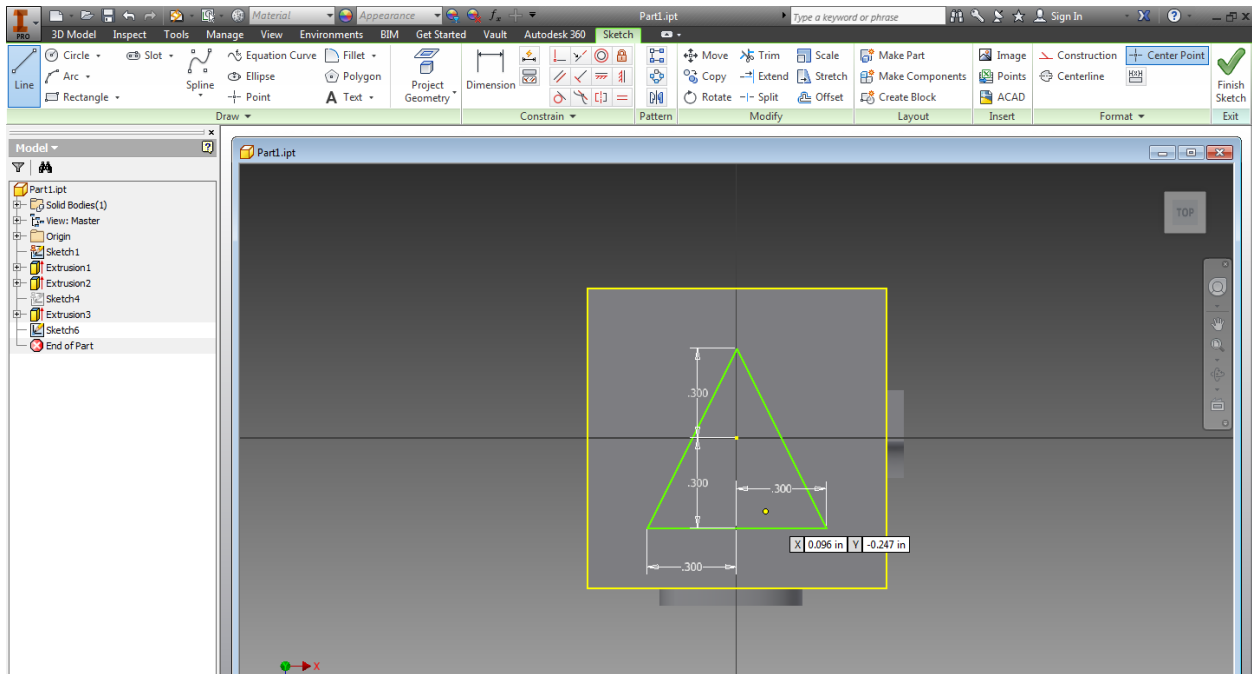 PRO
Material
Appearance
fx
Part1.ipt
Type a keyword or phrase
Sign In
3D Model Inspect Tools Manage View Environments BIM Get Started Vault Autodesk 360 Sketch
Line
Circle
Arc
Rectangle
Slot
Spline
Equation Curve
Ellipse
Point
Fillet
Polygon
A Text
Project Geometry
Dimension
Move
Copy
Rotate
Trim
Extend
Split
Scale
Stretch
Offset
Make Part
Make Components
Create Block
Image
Points
ACAD
Construction
Centerline
Center Point
Finish Sketch
Draw Constrain Pattern Modify Layout Insert Format Exit
Model
Part1.ipt
Solid Bodies(1)
View: Master
Origin
Sketch1
Extrusion1
Extrusion2
Sketch4
Extrusion3
Sketch6
End of Part
Part1.ipt
TOP
.300
.300
.300
.300
X 0.096 in Y -0.247 in
X